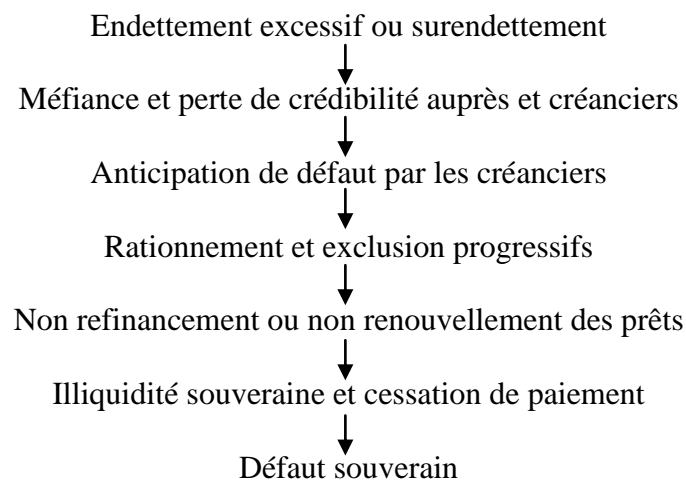 Endettement excessif ou surendettement
Méfiance et perte de crédibilité auprès et créanciers
Anticipation de défaut par les créanciers
Rationnement et exclusion progressifs
Non refinancement ou non renouvellement des prêts
Illiquidité souveraine et cessation de paiement
Défaut souverain